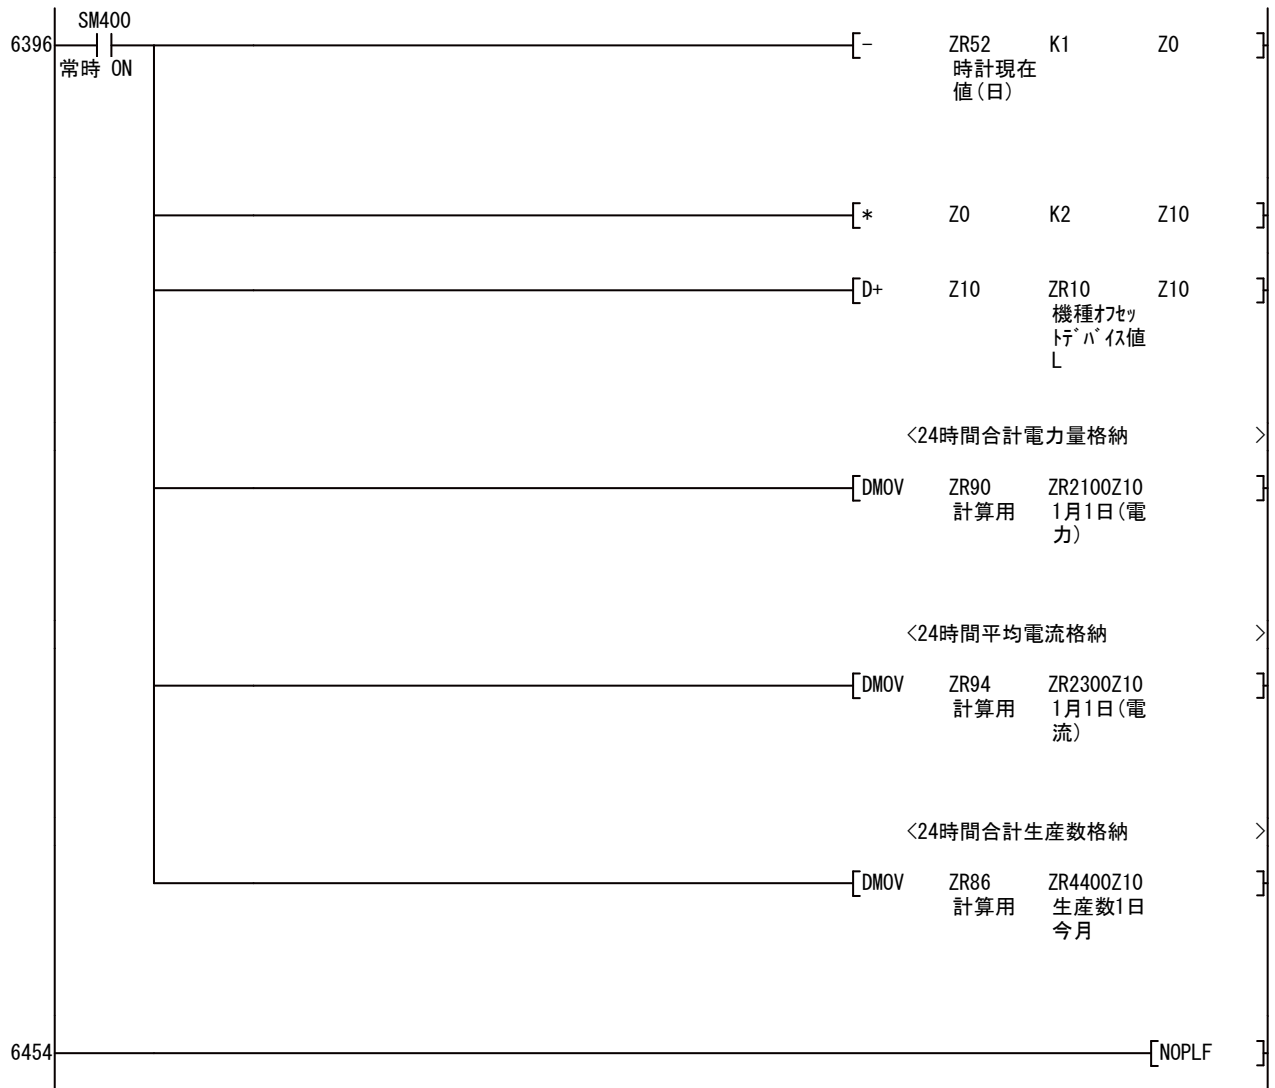 SM400
6396
常時 ON
[- ZR52 K1 Z0 ]
時計現在
値(日)
[* Z0 K2 Z10 ]
[D+ Z10 ZR10 Z10 ]
機種ｵﾌｾｯ
ﾄﾃﾞﾊﾞｲｽ値
L
<24時間合計電力量格納 >
[DMOV ZR90 ZR2100Z10 ]
計算用 1月1日(電
力)
<24時間平均電流格納 >
[DMOV ZR94 ZR2300Z10 ]
計算用 1月1日(電
流)
<24時間合計生産数格納 >
[DMOV ZR86 ZR4400Z10 ]
計算用 生産数1日
今月
6454 [NOPLF ]